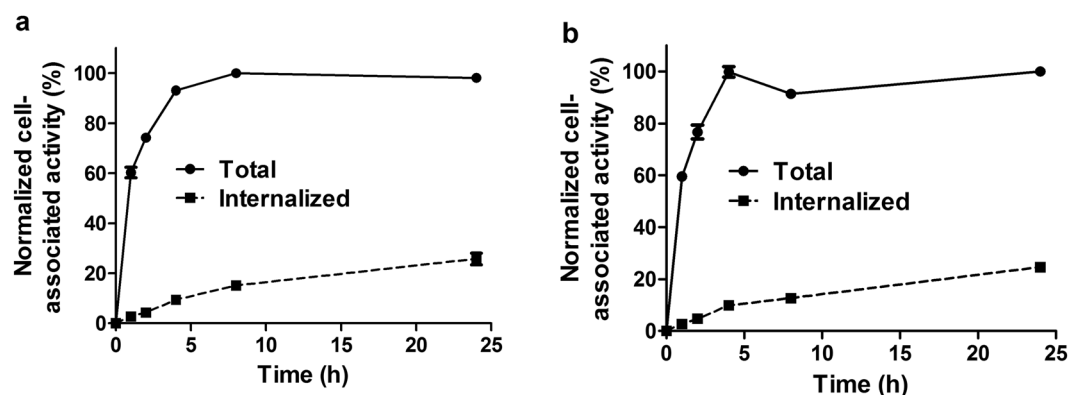 a
Normalized cell-
associated activity (%)
100
80
60
40
20
0
Total
Internalized
0 5 10 15 20 25
Time (h)
b
Normalized cell-
associated activity (%)
100
80
60
40
20
0
Total
Internalized
0 5 10 15 20 25
Time (h)